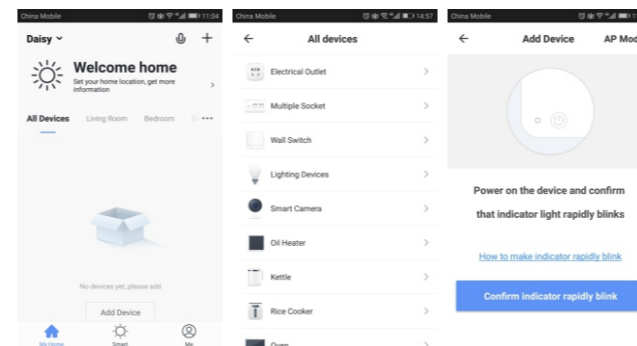 China Mobile
11:04
Daisy
Welcome home
Set your home location, get more
information
All Devices
Living Room
Bedroom
No devices yet, please add
Add Device
My Home
Smart
Me
China Mobile
14:57
All devices
Electrical Outlet
Multiple Socket
Wall Switch
Lighting Devices
Smart Camera
Oil Heater
Kettle
Rice Cooker
Oven
China Mobile
Add Device
AP Mod
Power on the device and confirm
that indicator light rapidly blinks
How to make indicator rapidly blink
Confirm indicator rapidly blink